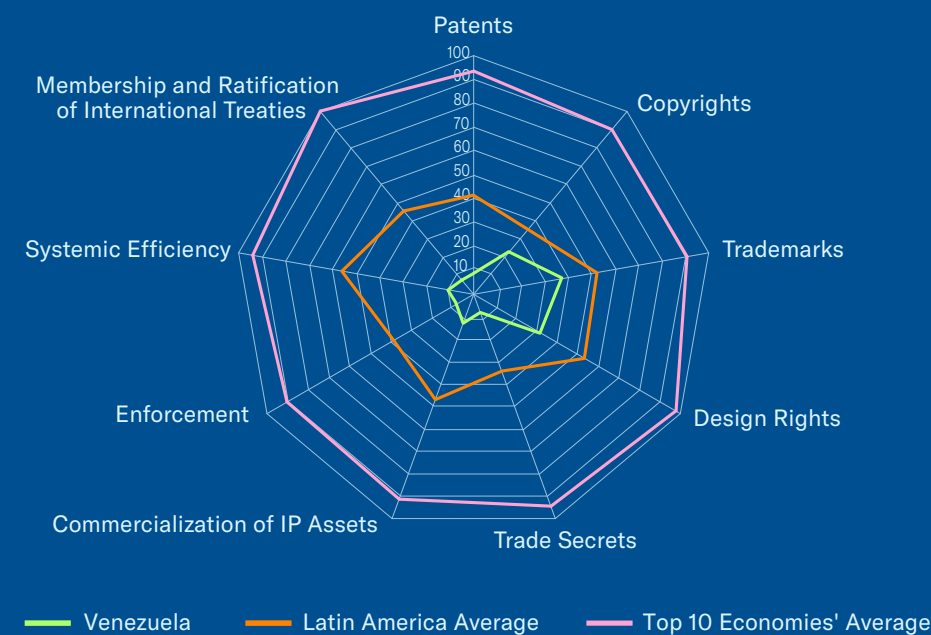 Patents
100
90
80
70
60
50
40
30
20
10
Membership and Ratification
of International Treaties
Copyrights
Systemic Efficiency
Trademarks
Enforcement
Design Rights
Commercialization of IP Assets
Trade Secrets
Venezuela
Latin America Average
Top 10 Economies' Average